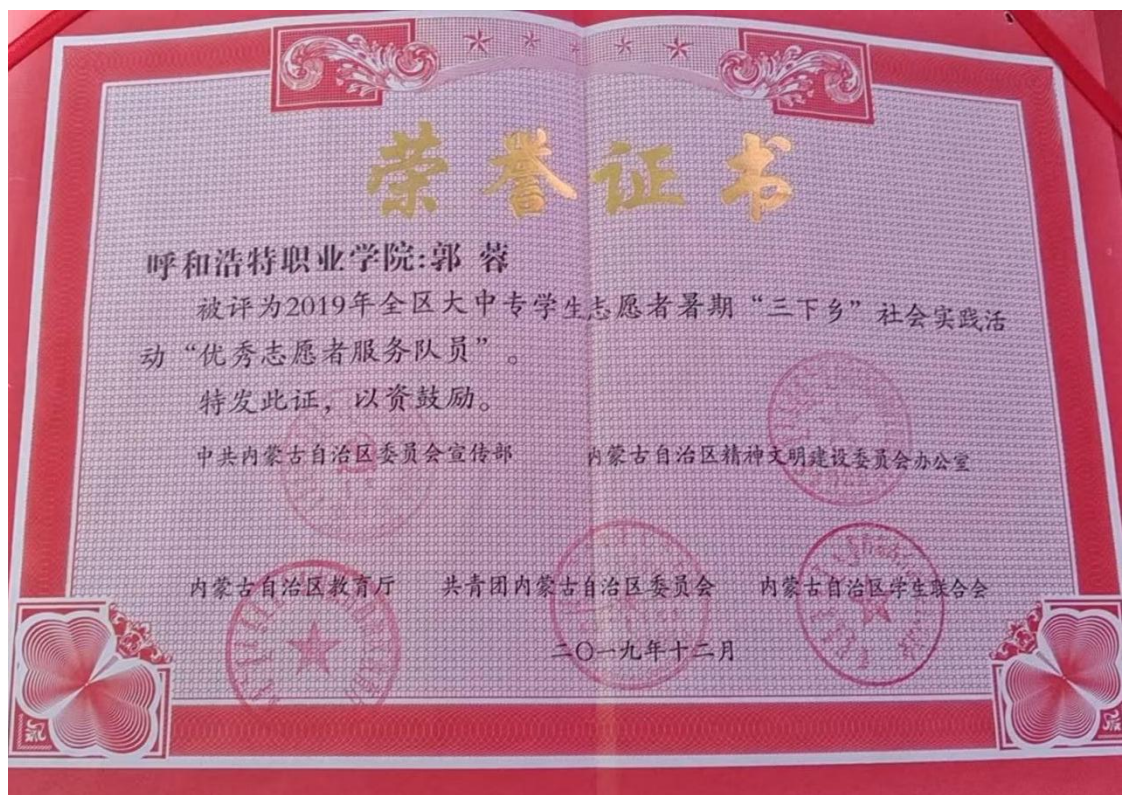 荣誉证书
呼和浩特职业学院:郭 蓉
被评为2019年全区大中专学生志愿者暑期“三下乡”社会实践活
动“优秀志愿者服务队员”。
特发此证，以资鼓励。
中共内蒙古自治区委员会宣传部 内蒙古自治区精神文明建设委员会办公室
内蒙古自治区教育厅 共青团内蒙古自治区委员会 内蒙古自治区学生联合会
二〇一九年十二月